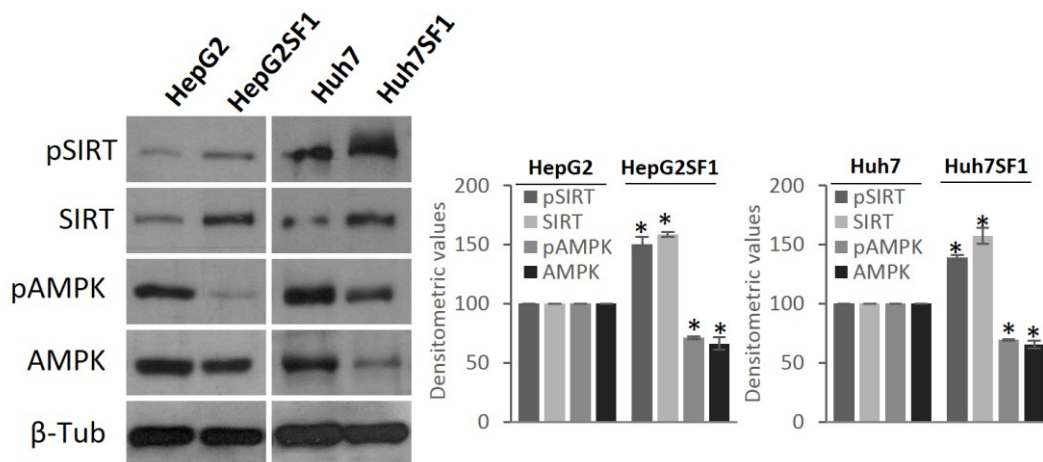 HepG2
HepG2SF1
Huh7
Huh7SF1
pSIRT
SIRT
pAMPK
AMPK
β-Tub
HepG2 HepG2SF1
Densitometric values
200
150
100
50
0
pSIRT
SIRT
pAMPK
AMPK
* * * *
Huh7 Huh7SF1
Densitometric values
200
150
100
50
0
pSIRT
SIRT
pAMPK
AMPK
* * * *